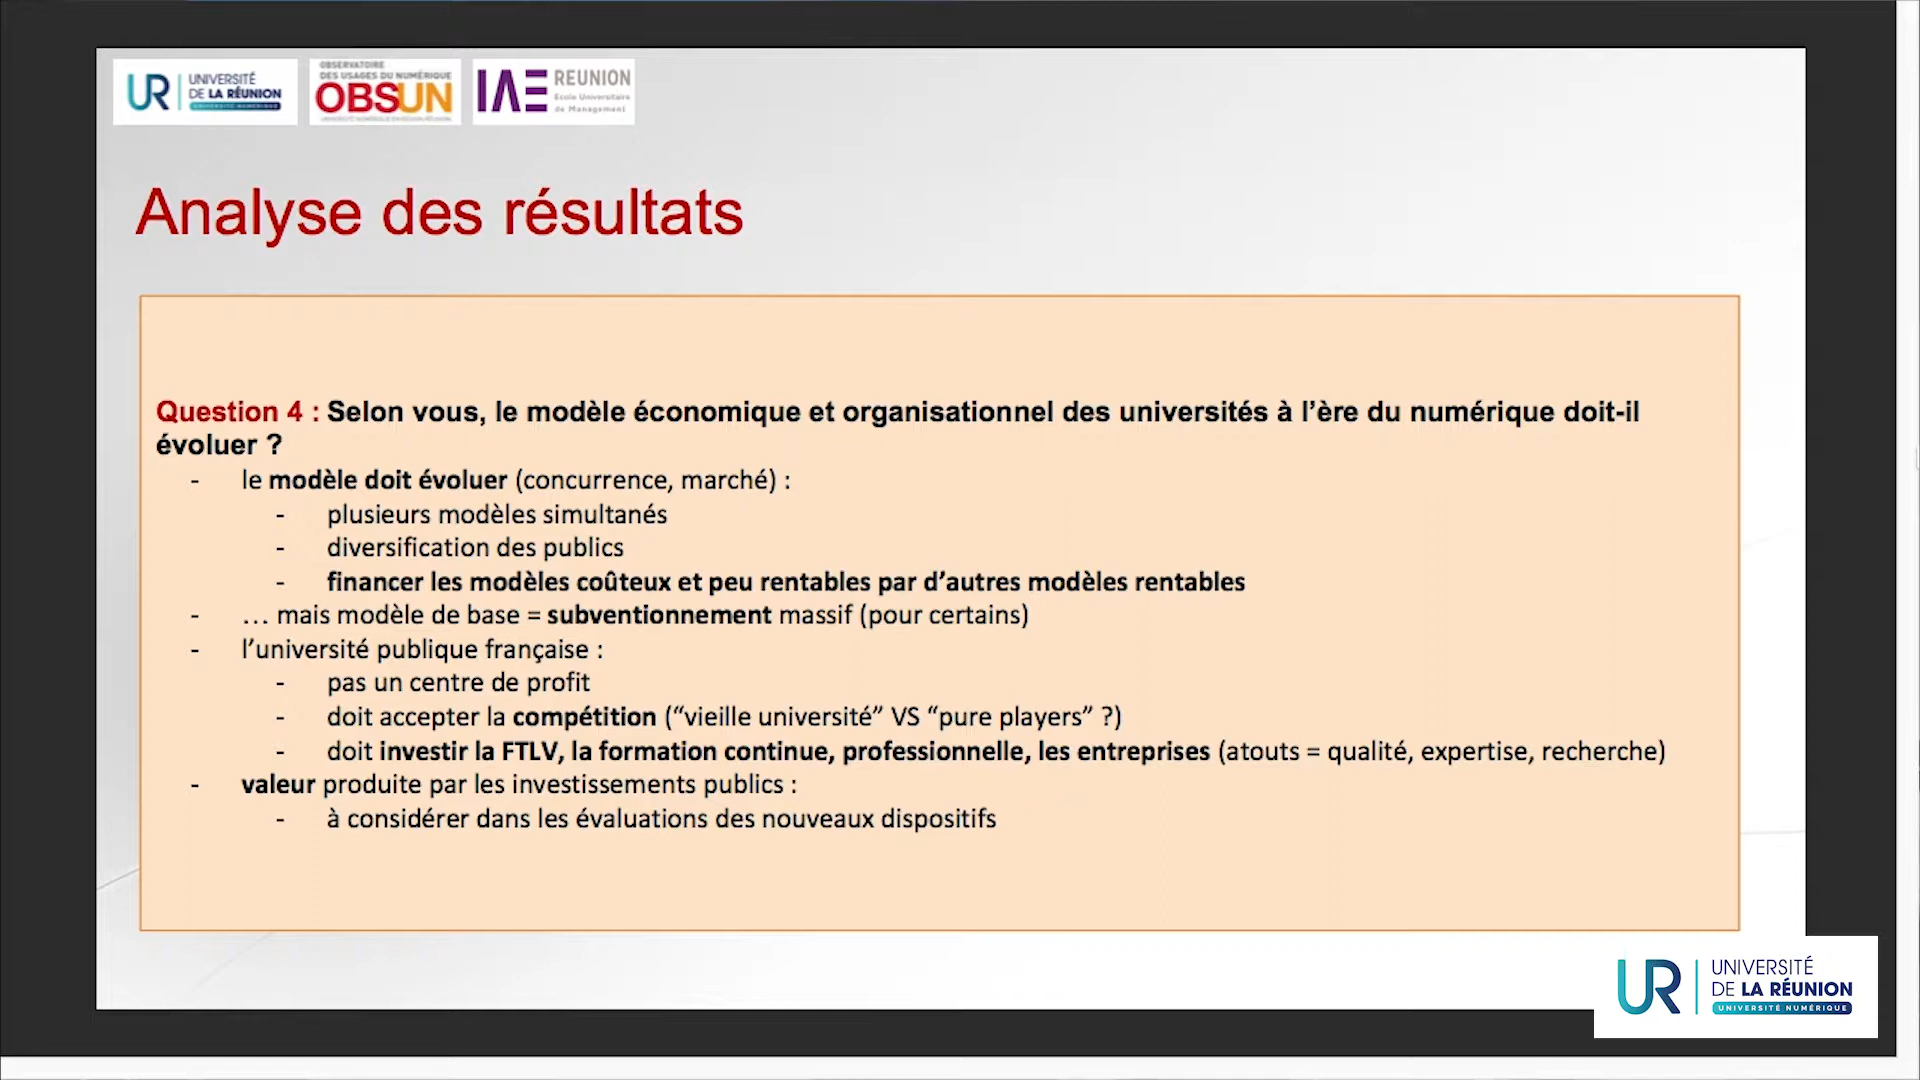 UR UNIVERSITÉ
DE LA RÉUNION
UNIVERSITÉ NUMÉRIQUE
OBSERVATOIRE
DES USAGES DU NUMÉRIQUE
OBSUN
IAE REUNION
Ecole Universitaire
de Management
Analyse des résultats
Question 4 : Selon vous, le modèle économique et organisationnel des universités à l’ère du numérique doit-il
évoluer ?
- le modèle doit évoluer (concurrence, marché) :
- plusieurs modèles simultanés
- diversification des publics
- financer les modèles coûteux et peu rentables par d’autres modèles rentables
- … mais modèle de base = subventionnement massif (pour certains)
- l’université publique française :
- pas un centre de profit
- doit accepter la compétition (“vieille université” VS “pure players” ?)
- doit investir la FTLV, la formation continue, professionnelle, les entreprises (atouts = qualité, expertise, recherche)
- valeur produite par les investissements publics :
- à considérer dans les évaluations des nouveaux dispositifs
UR UNIVERSITÉ
DE LA RÉUNION
UNIVERSITÉ NUMÉRIQUE